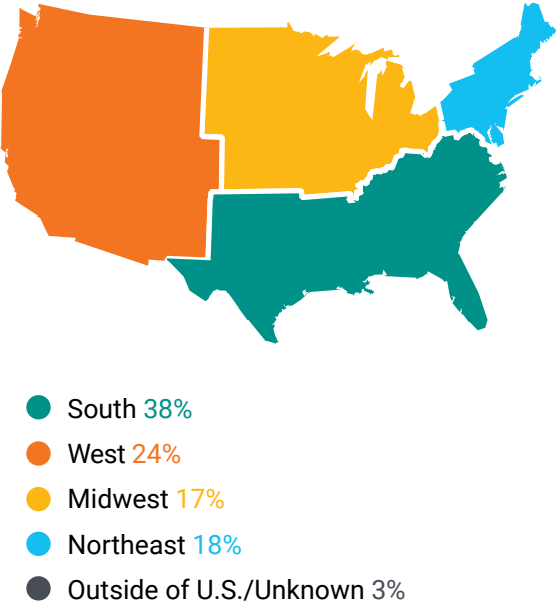 South 38%
West 24%
Midwest 17%
Northeast 18%
Outside of U.S./Unknown 3%